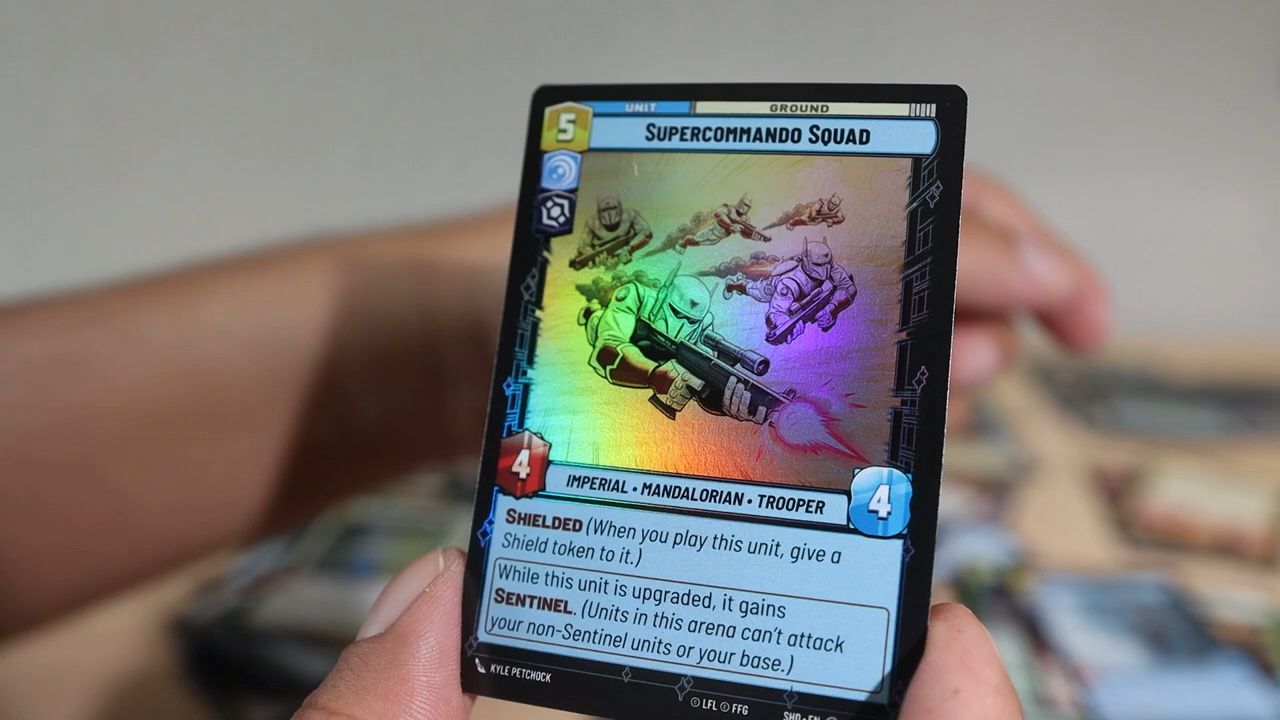 UNIT
GROUND
5
SUPERCOMMANDO SQUAD
4
IMPERIAL • MANDALORIAN • TROOPER
4
SHIELDED (When you play this unit, give a
Shield token to it.)
While this unit is upgraded, it gains
SENTINEL. (Units in this arena can't attack
your non-Sentinel units or your base.)
KYLE PETCHOCK
© LFL © FFG
SHD • EN